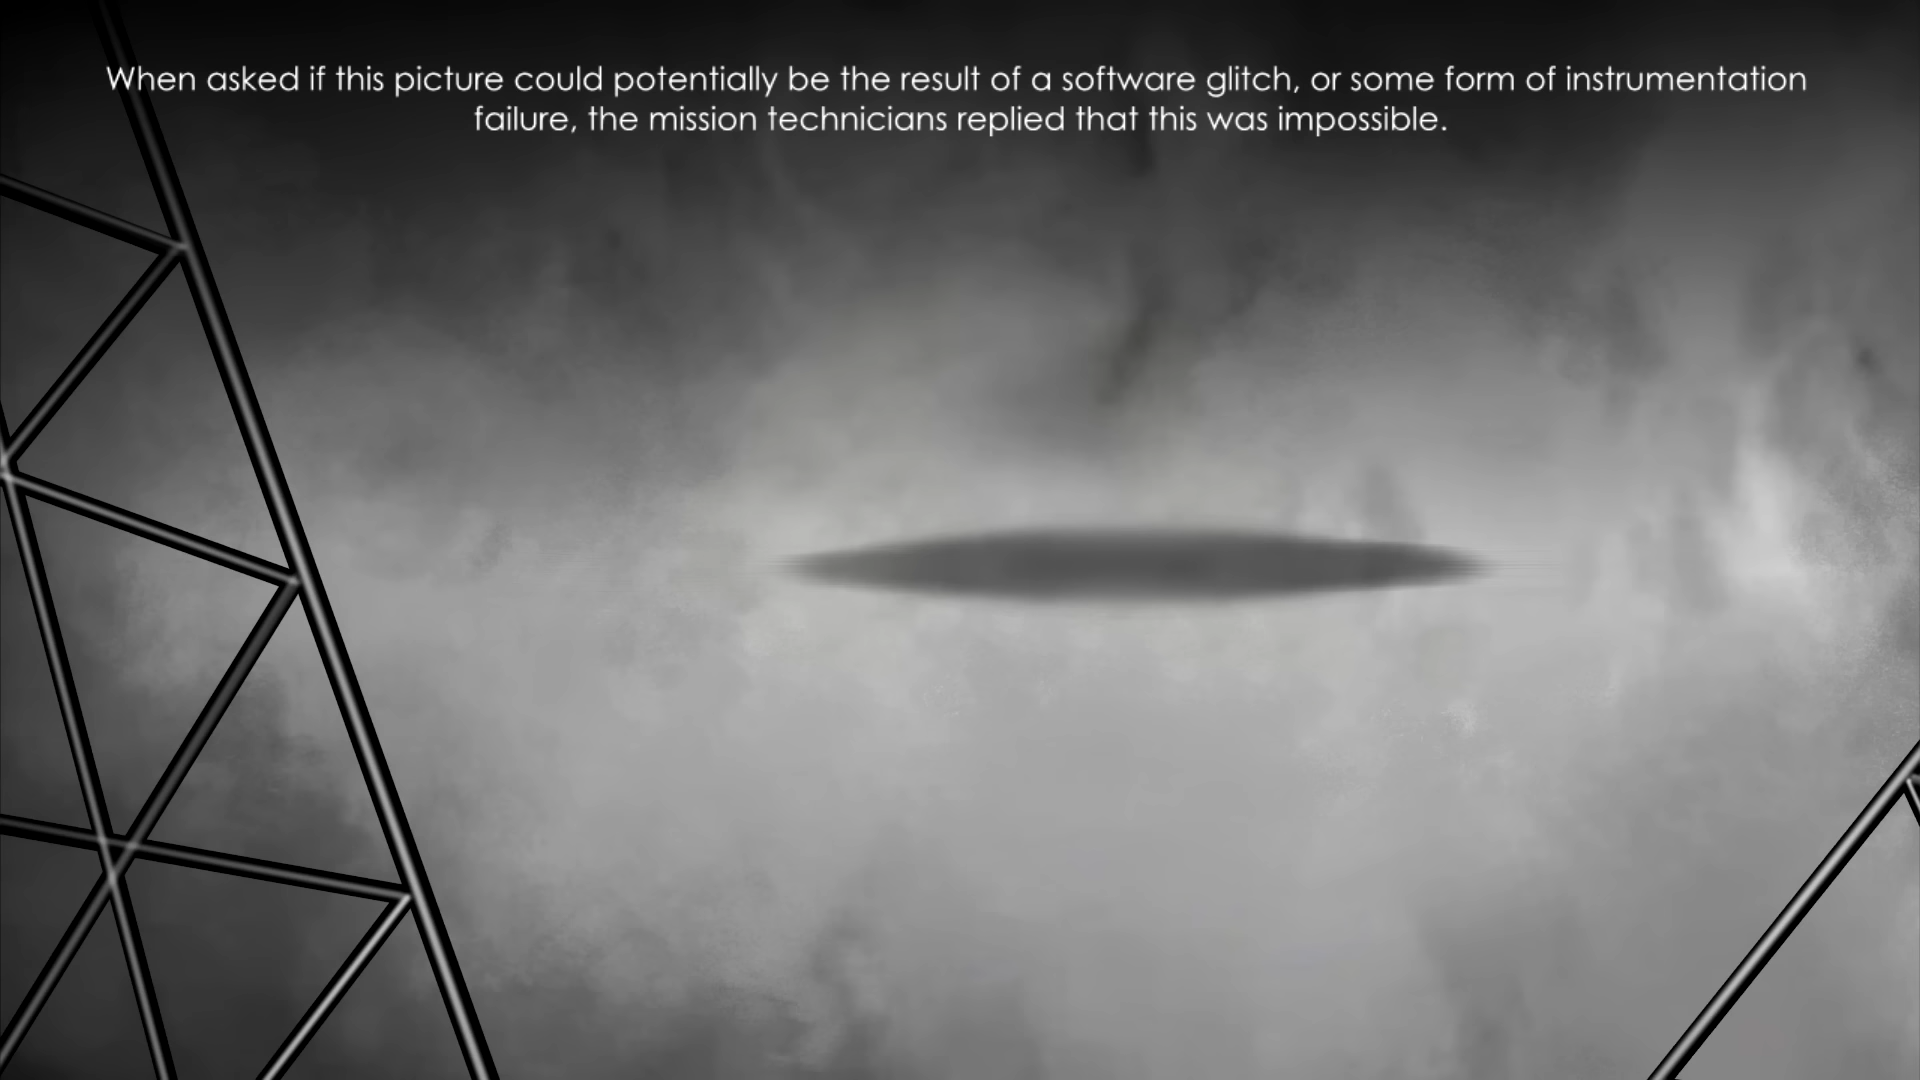 When asked if this picture could potentially be the result of a software glitch, or some form of instrumentation
failure, the mission technicians replied that this was impossible.